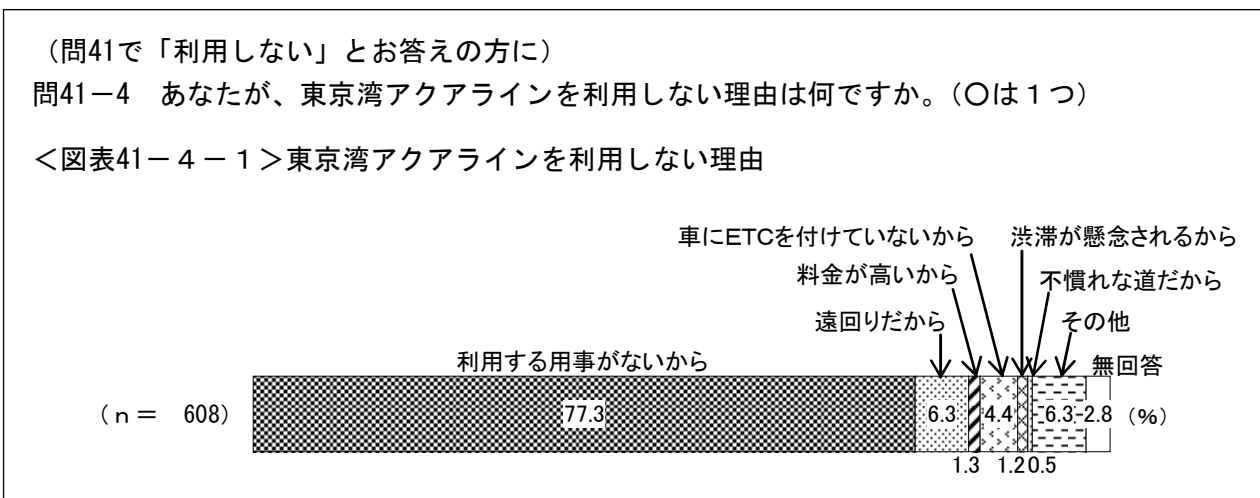 （問41で「利用しない」とお答えの方に）
問41－4　あなたが、東京湾アクアラインを利用しない理由は何ですか。（〇は１つ）
＜図表41－４－１＞東京湾アクアラインを利用しない理由
車にＥＴＣを付けていないから　渋滞が懸念されるから
料金が高いから　不慣れな道だから
遠回りだから　その他
利用する用事がないから　無回答
（ｎ＝　608）　77.3　6.3　4.4　6.3　2.8　（%）
1.3　1.2　0.5